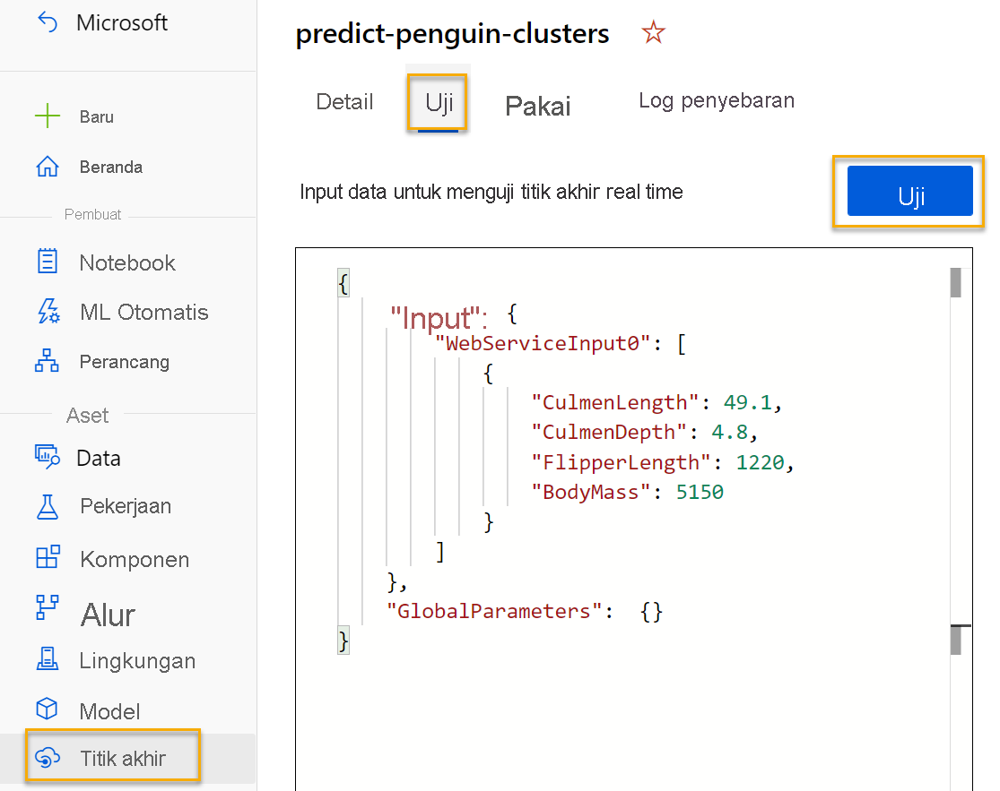 Microsoft
Baru
Beranda
Pembuat
Notebook
ML Otomatis
Perancang
Aset
Data
Pekerjaan
Komponen
Alur
Lingkungan
Model
Titik akhir
predict-penguin-clusters
Detail
Uji
Pakai
Log penyebaran
Input data untuk menguji titik akhir real time
Uji
{
"Input": {
"WebServiceInput0": [
{
"CulmenLength": 49.1,
"CulmenDepth": 4.8,
"FlipperLength": 1220,
"BodyMass": 5150
}
]
},
"GlobalParameters": {}
}